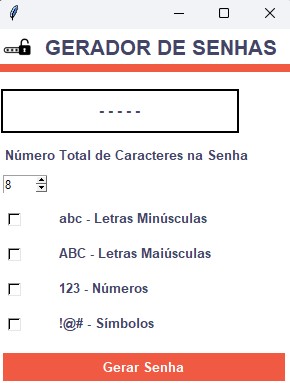 GERADOR DE SENHAS
- - - - -
Número Total de Caracteres na Senha
8
abc - Letras Minúsculas
ABC - Letras Maiúsculas
123 - Números
!@# - Símbolos
Gerar Senha